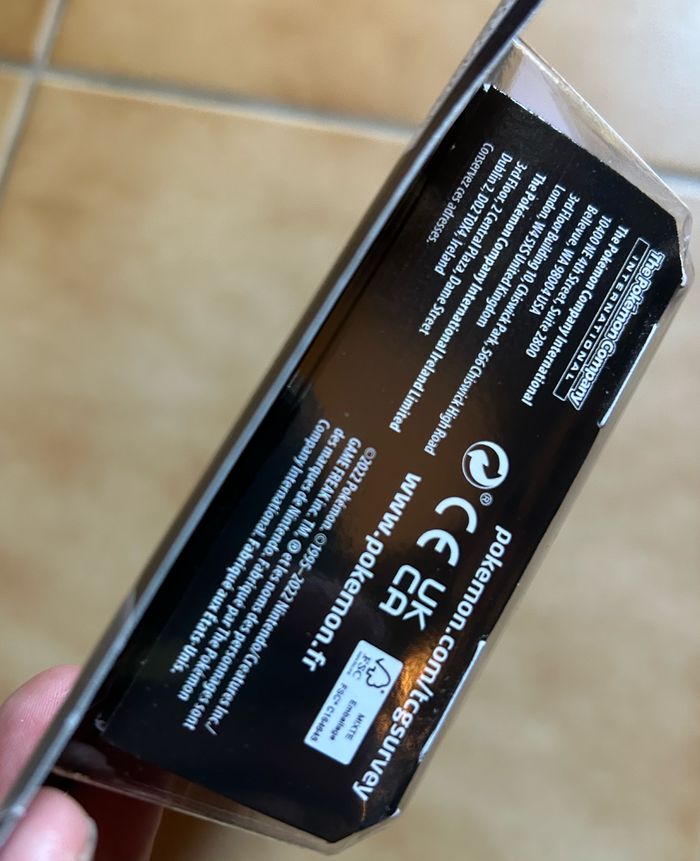 The Pokémon Company
INTERNATIONAL
The Pokémon Company International
10400 NE 4th Street, Suite 2800
Bellevue, WA 98004 USA
3rd Floor Building 10, Chiswick Park, 566 Chiswick High Road
London, W4 5XS United Kingdom
The Pokémon Company International Ireland Limited
3rd Floor, 2 Central Plaza, Dame Street
Dublin 2, D02 T0X4, Ireland
Conservez ces adresses.
pokemon.com/tcgsurvey
®
CE
UK
CA
www.pokemon.fr
FSC
MIXTE
Emballage
FSC™ C164645
©2022 Pokémon. ©1995–2022 Nintendo/Creatures Inc./
GAME FREAK inc. TM, ® et les noms des personnages sont
des marques de Nintendo. Fabriqué par The Pokémon
Company International. Fabriqué aux États-Unis.